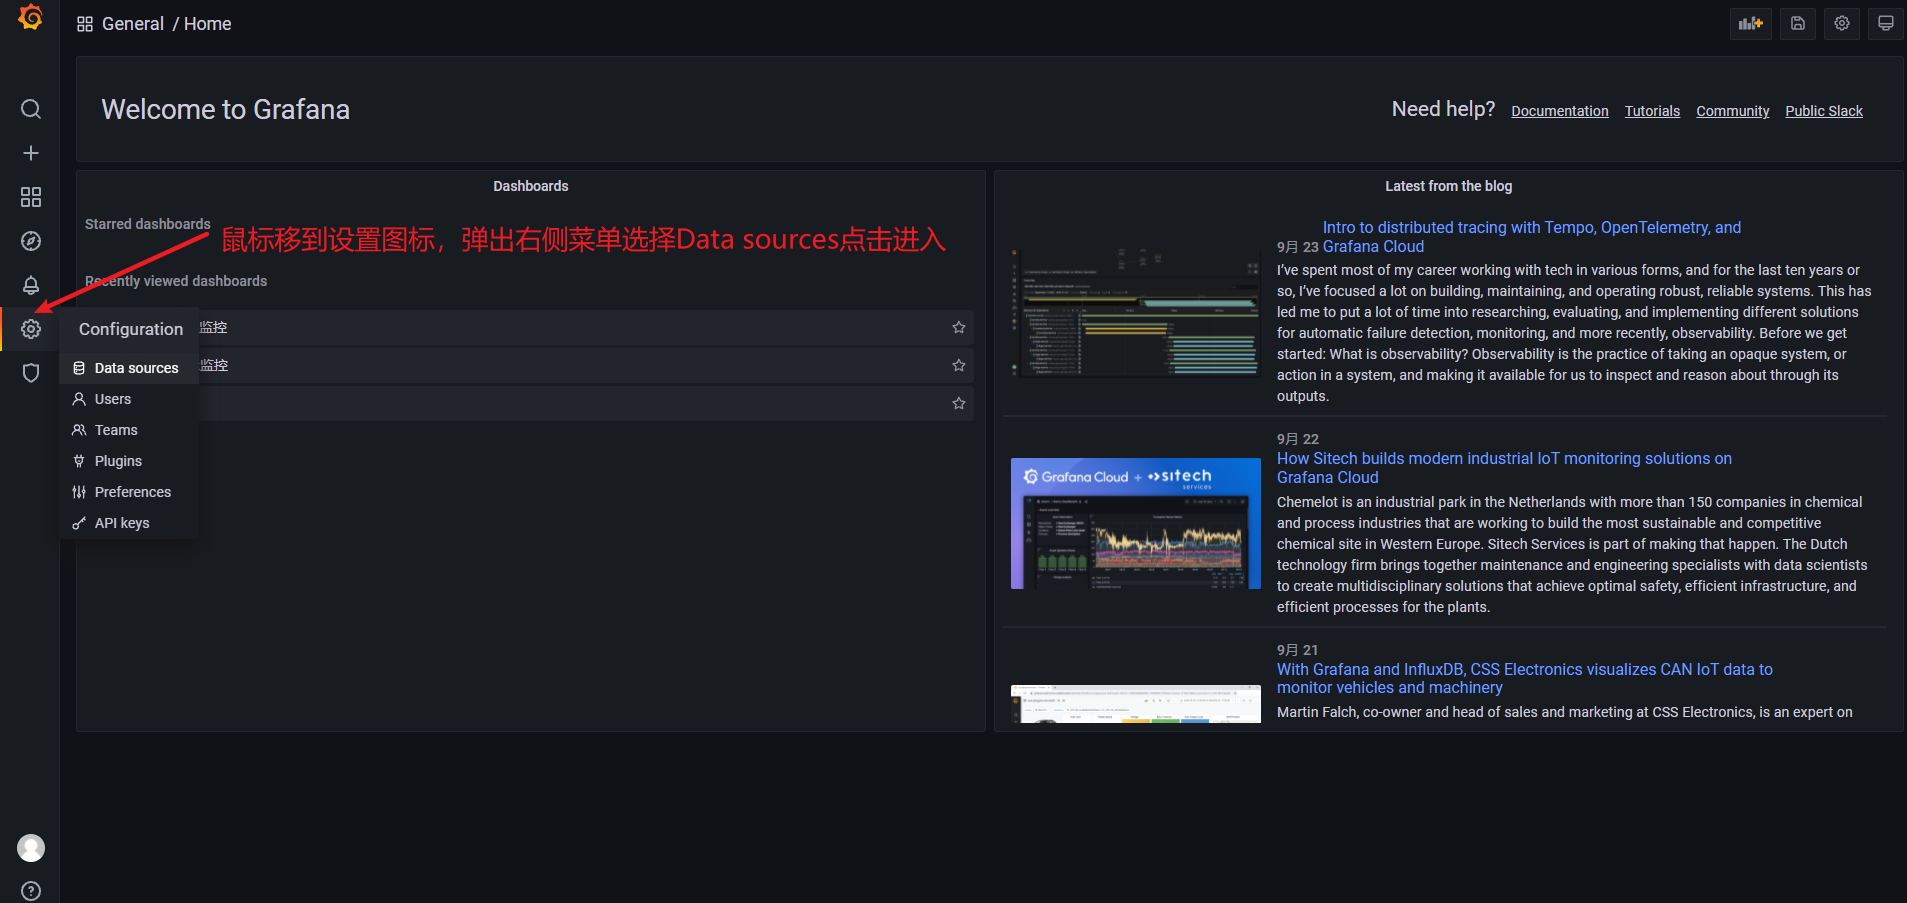 General / Home
Welcome to Grafana
Need help? Documentation Tutorials Community Public Slack
Dashboards
Starred dashboards
鼠标移到设置图标，弹出右侧菜单选择Data sources点击进入
Recently viewed dashboards
Configuration
监控
监控
Data sources
Users
Teams
Plugins
Preferences
API keys
Latest from the blog
9月 23
Intro to distributed tracing with Tempo, OpenTelemetry, and
Grafana Cloud
I've spent most of my career working with tech in various forms, and for the last ten years or
so, I've focused a lot on building, maintaining, and operating robust, reliable systems. This has
led me to put a lot of time into researching, evaluating, and implementing different solutions
for automatic failure detection, monitoring, and more recently, observability. Before we get
started: What is observability? Observability is the practice of taking an opaque system, or
action in a system, and making it available for us to inspect and reason about through its
outputs.
Grafana Cloud + sitech
services
9月 22
How Sitech builds modern industrial IoT monitoring solutions on
Grafana Cloud
Chemelot is an industrial park in the Netherlands with more than 150 companies in chemical
and process industries that are working to build the most sustainable and competitive
chemical site in Western Europe. Sitech Services is part of making that happen. The Dutch
technology firm brings together maintenance and engineering specialists with data scientists
to create multidisciplinary solutions that achieve optimal safety, efficient infrastructure, and
efficient processes for the plants.
9月 21
With Grafana and InfluxDB, CSS Electronics visualizes CAN IoT data to
monitor vehicles and machinery
Martin Falch, co-owner and head of sales and marketing at CSS Electronics, is an expert on